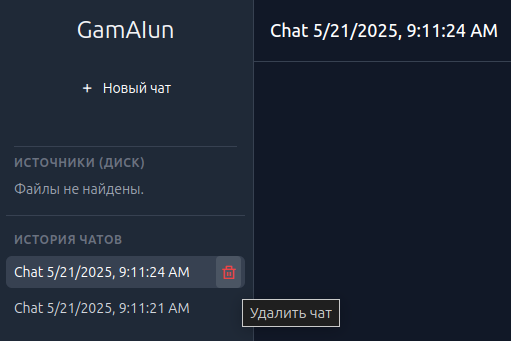 GamAIun
+ Новый чат
ИСТОЧНИКИ (ДИСК)
Файлы не найдены.
ИСТОРИЯ ЧАТОВ
Chat 5/21/2025, 9:11:24 AM
Chat 5/21/2025, 9:11:21 AM
Удалить чат
Chat 5/21/2025, 9:11:24 AM